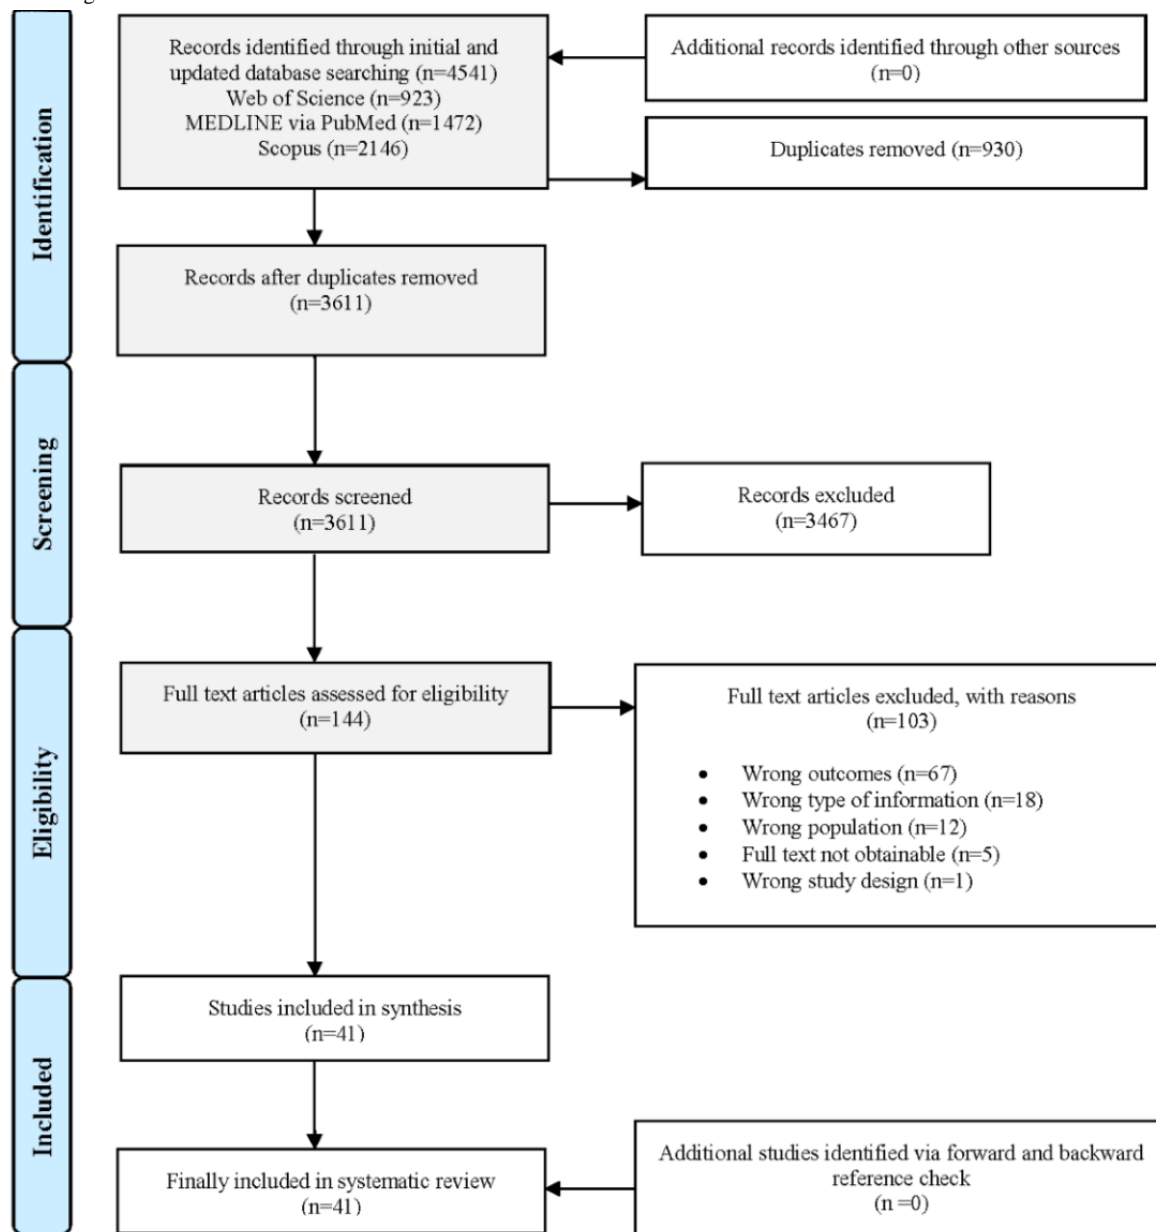 Records identified through initial and
updated database searching (n=4541)
Web of Science (n=923)
MEDLINE via PubMed (n=1472)
Scopus (n=2146)
Additional records identified through other sources
(n=0)
Duplicates removed (n=930)
Identification
Records after duplicates removed
(n=3611)
Screening
Records screened
(n=3611)
Records excluded
(n=3467)
Eligibility
Full text articles assessed for eligibility
(n=144)
Full text articles excluded, with reasons
(n=103)
• Wrong outcomes (n=67)
• Wrong type of information (n=18)
• Wrong population (n=12)
• Full text not obtainable (n=5)
• Wrong study design (n=1)
Included
Studies included in synthesis
(n=41)
Finally included in systematic review
(n=41)
Additional studies identified via forward and backward
reference check
(n =0)